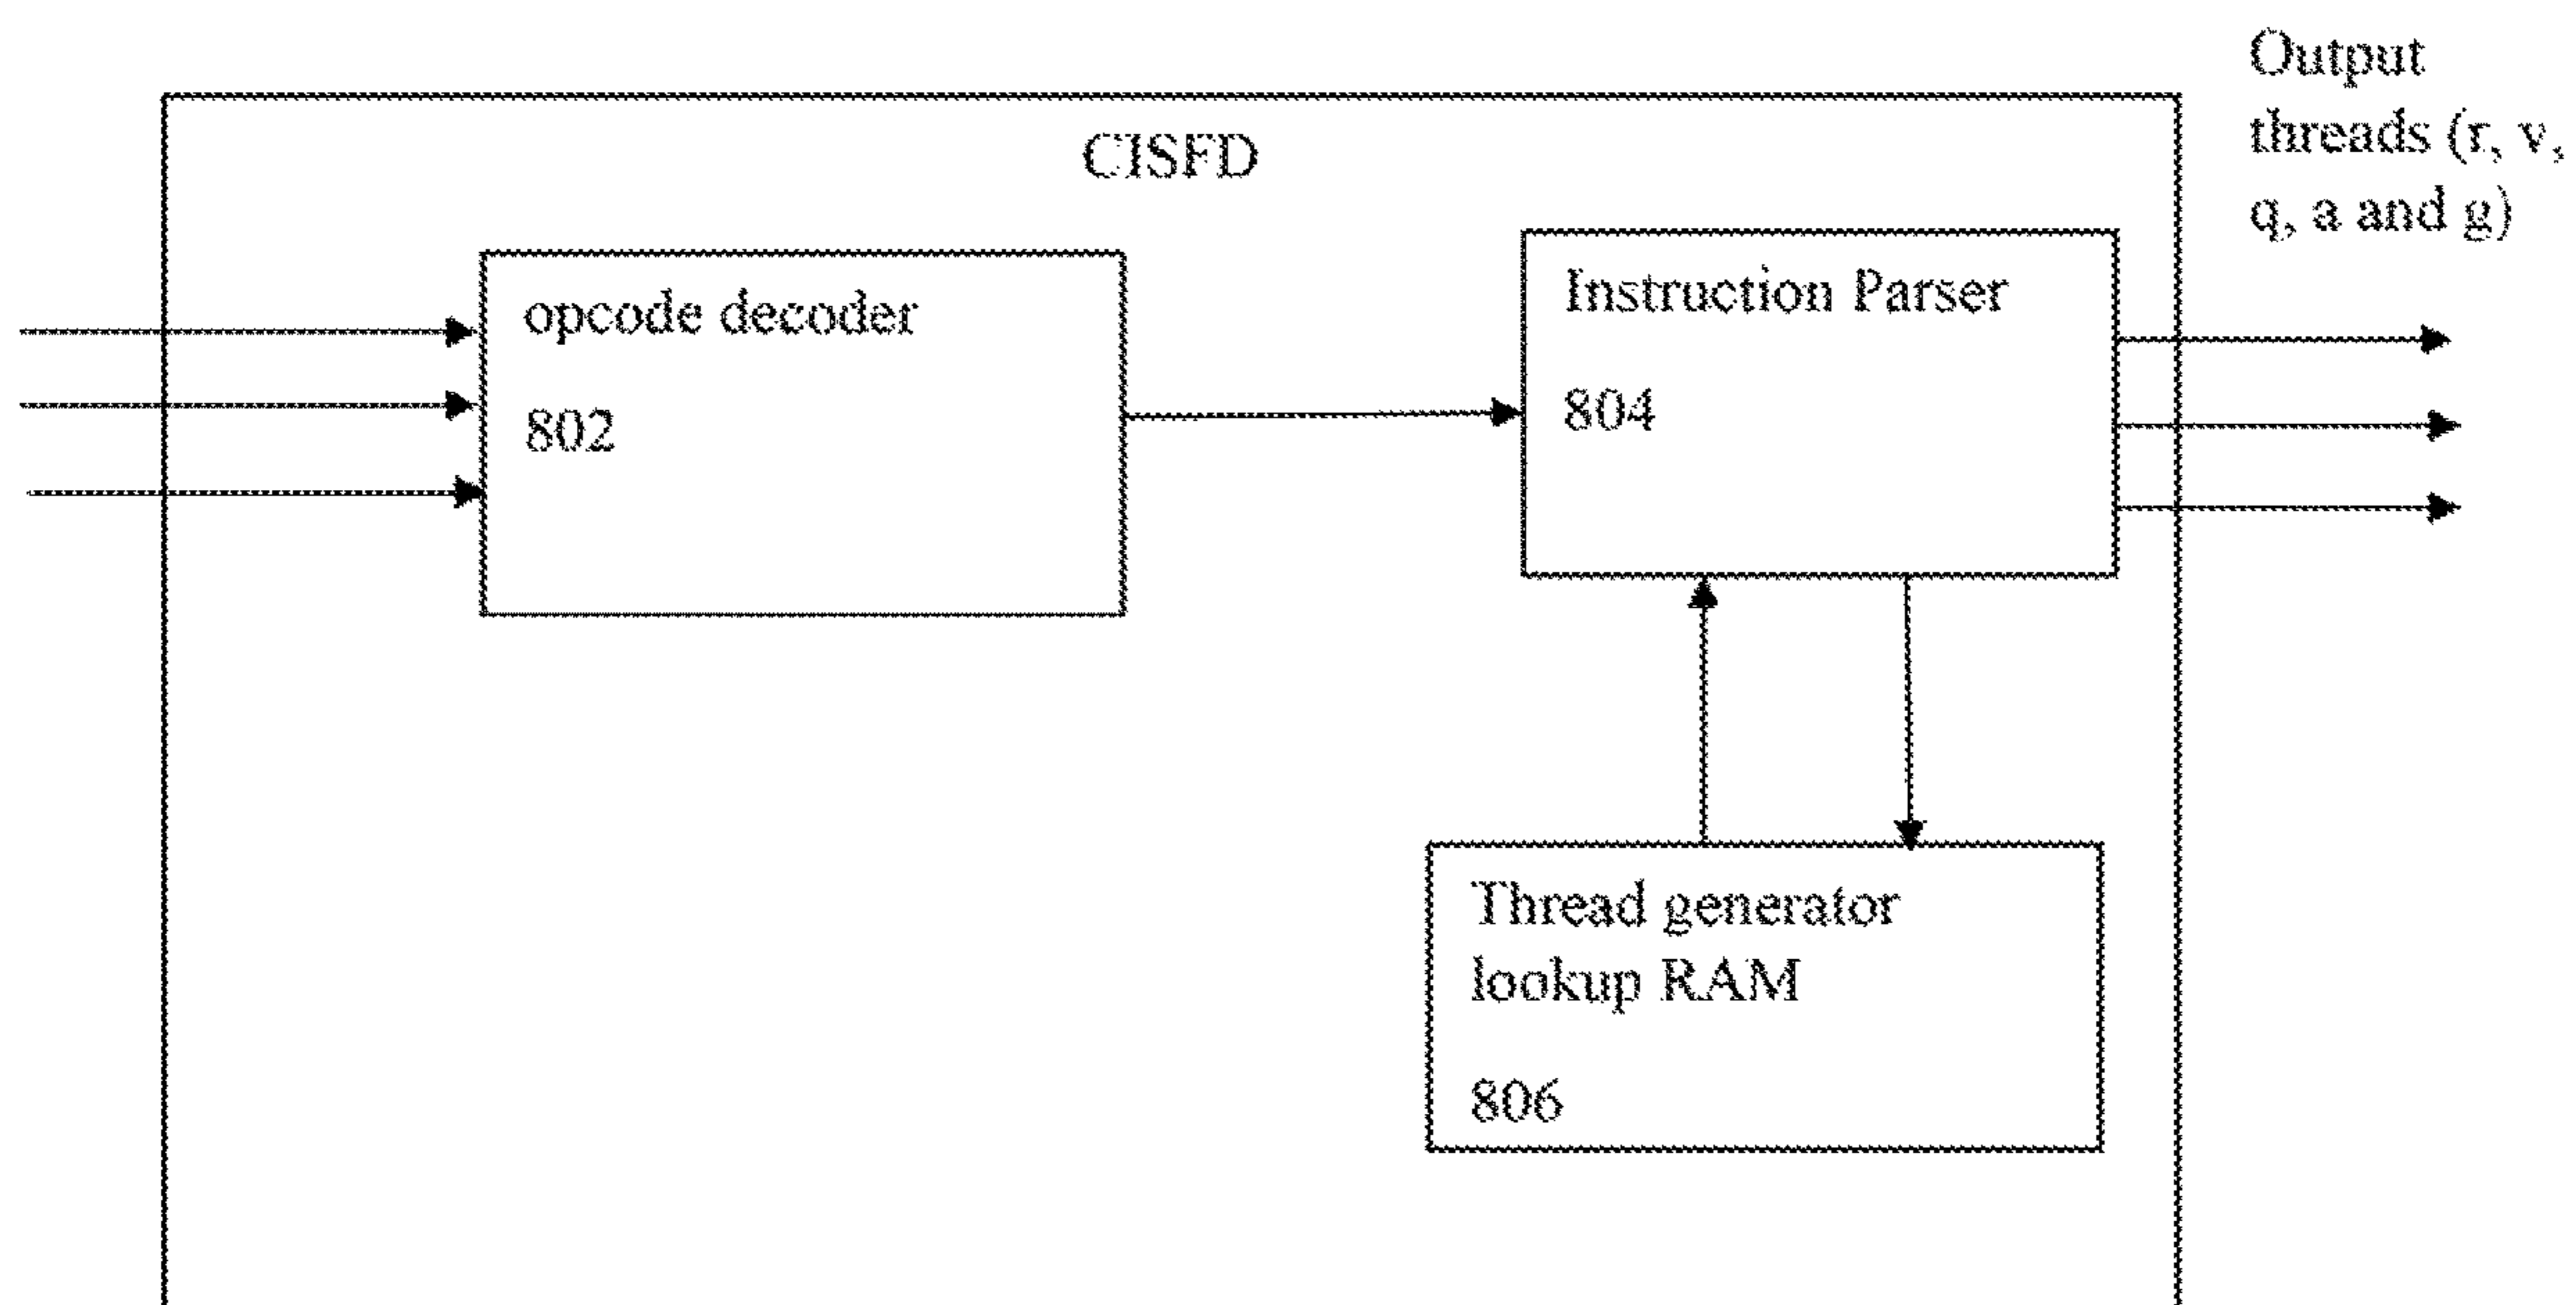 Output
threads (r, v,
q, a and g)
CISFD
opcode decoder
802
Instruction Parser
804
Thread generator
lookup RAM
806